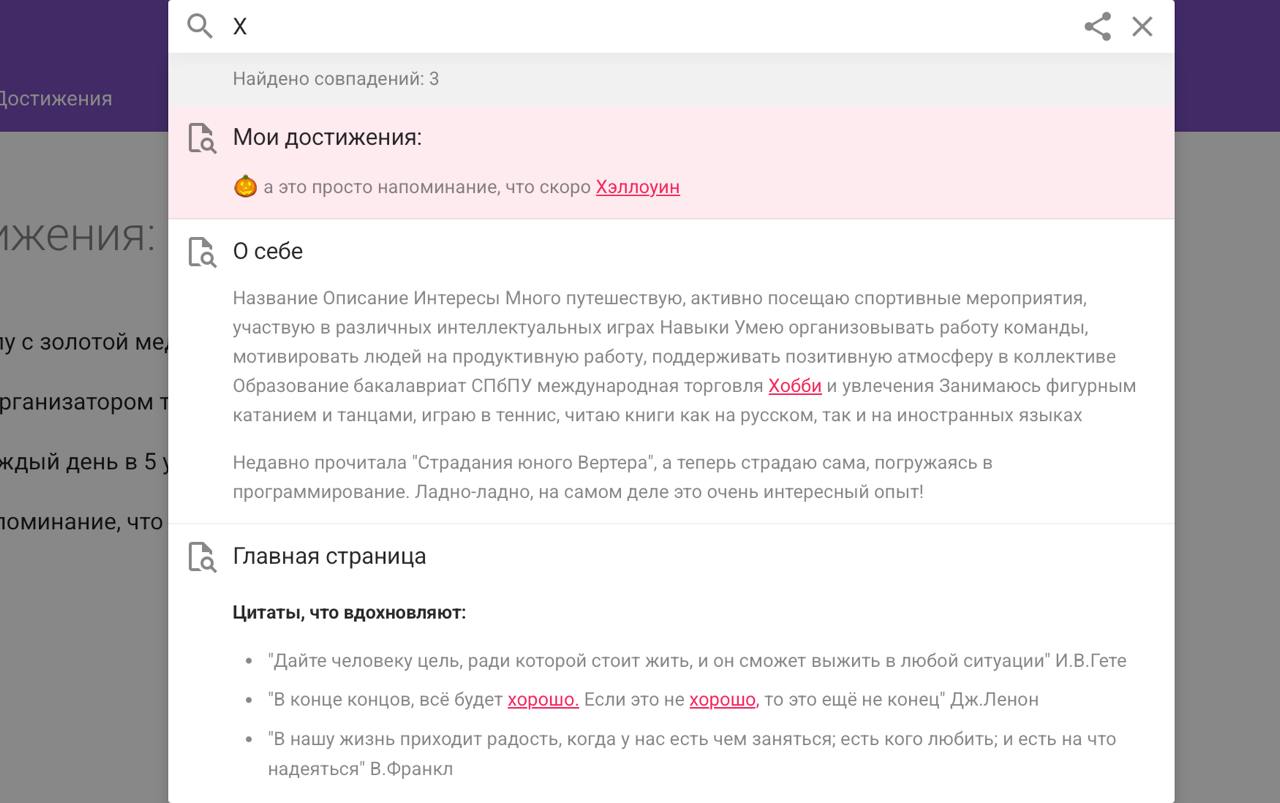 Х
Достижения
Найдено совпадений: 3
Мои достижения:
🎃 а это просто напоминание, что скоро Хэллоуин
О себе
Название Описание Интересы Много путешествую, активно посещаю спортивные мероприятия,
участвую в различных интеллектуальных играх Навыки Умею организовывать работу команды,
мотивировать людей на продуктивную работу, поддерживать позитивную атмосферу в коллективе
Образование бакалавриат СПбПУ международная торговля Хобби и увлечения Занимаюсь фигурным
катанием и танцами, играю в теннис, читаю книги как на русском, так и на иностранных языках
Недавно прочитала "Страдания юного Вертера", а теперь страдаю сама, погружаясь в
программирование. Ладно-ладно, на самом деле это очень интересный опыт!
Главная страница
Цитаты, что вдохновляют:
• "Дайте человеку цель, ради которой стоит жить, и он сможет выжить в любой ситуации" И.В.Гете
• "В конце концов, всё будет хорошо. Если это не хорошо, то это ещё не конец" Дж.Ленон
• "В нашу жизнь приходит радость, когда у нас есть чем заняться; есть кого любить; и есть на что
надеяться" В.Франкл
ижения:
с золотой
рганизатором
ждый день в 5
поминание, что